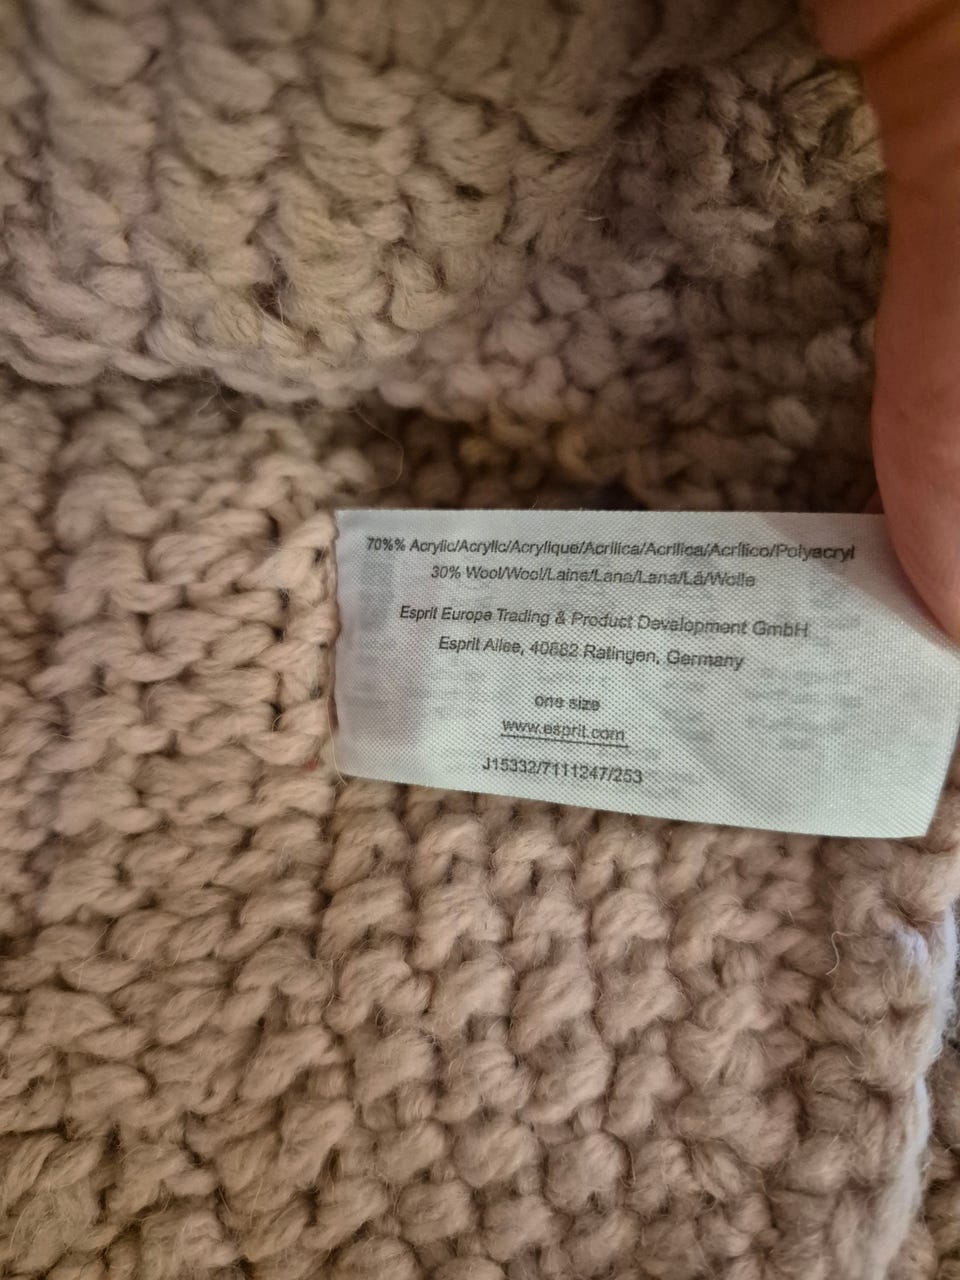 70%% Acrylic/Acrylic/Acrylique/Acrilica/Acrilica/Acrílico/Polyacryl
30% Wool/Wool/Laine/Lana/Lana/Lã/Wolle
Esprit Europe Trading & Product Development GmbH
Esprit Allee, 40882 Ratingen, Germany
one size
www.esprit.com
J15332/7111247/253